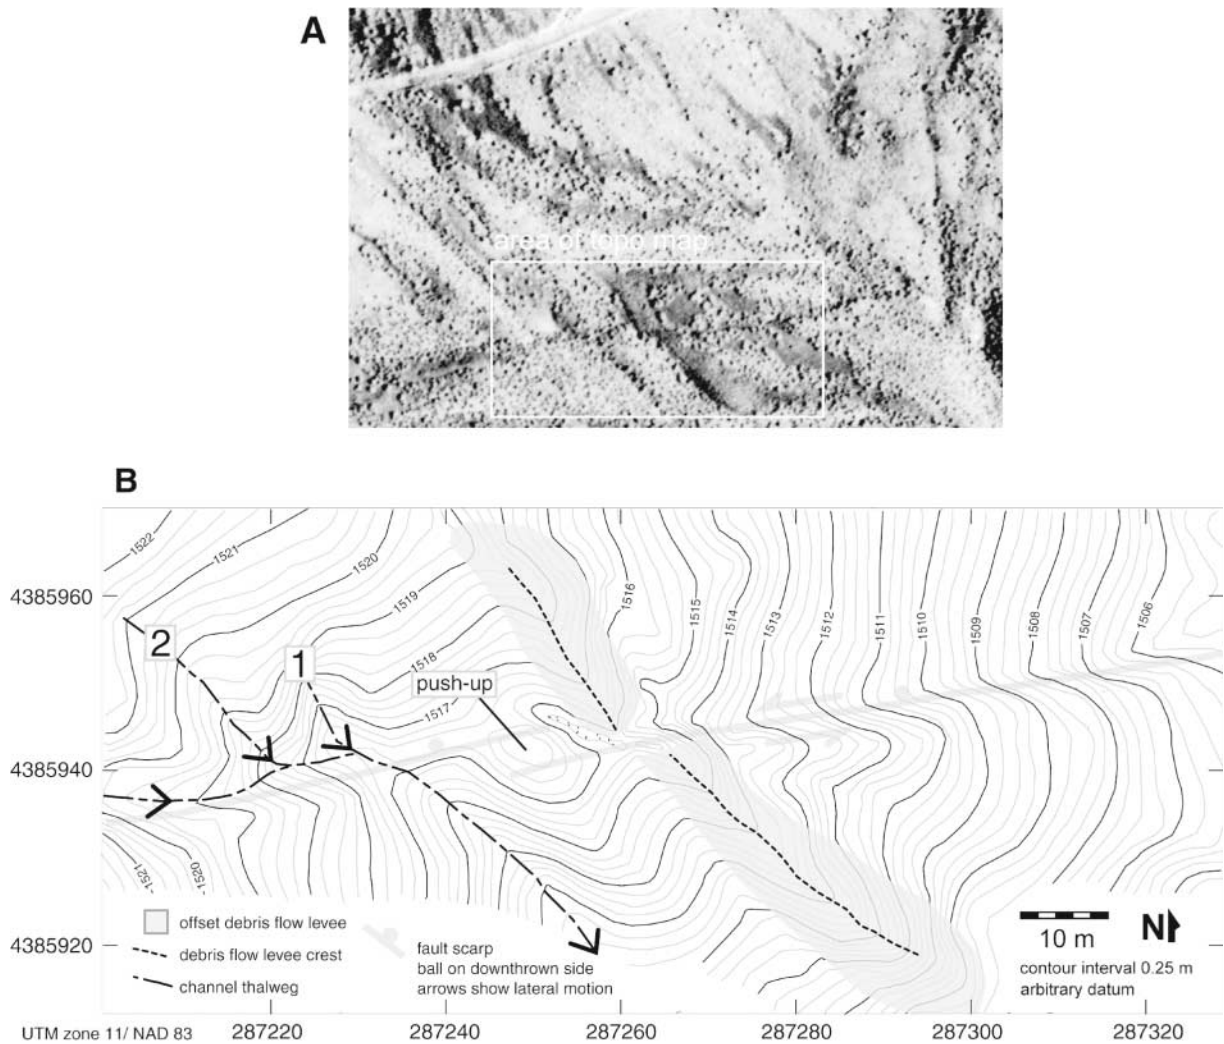 A
area of topo map
B
1522
1521
1520
1519
1518
1517
1516
1515
1514
1513
1512
1511
1510
1509
1508
1507
1506
4385960
2
1
push-up
4385940
1521
1520
offset debris flow levee
debris flow levee crest
channel thalweg
fault scarp
ball on downthrown side
arrows show lateral motion
10 m
N
contour interval 0.25 m
arbitrary datum
4385920
UTM zone 11/ NAD 83
287220
287240
287260
287280
287300
287320